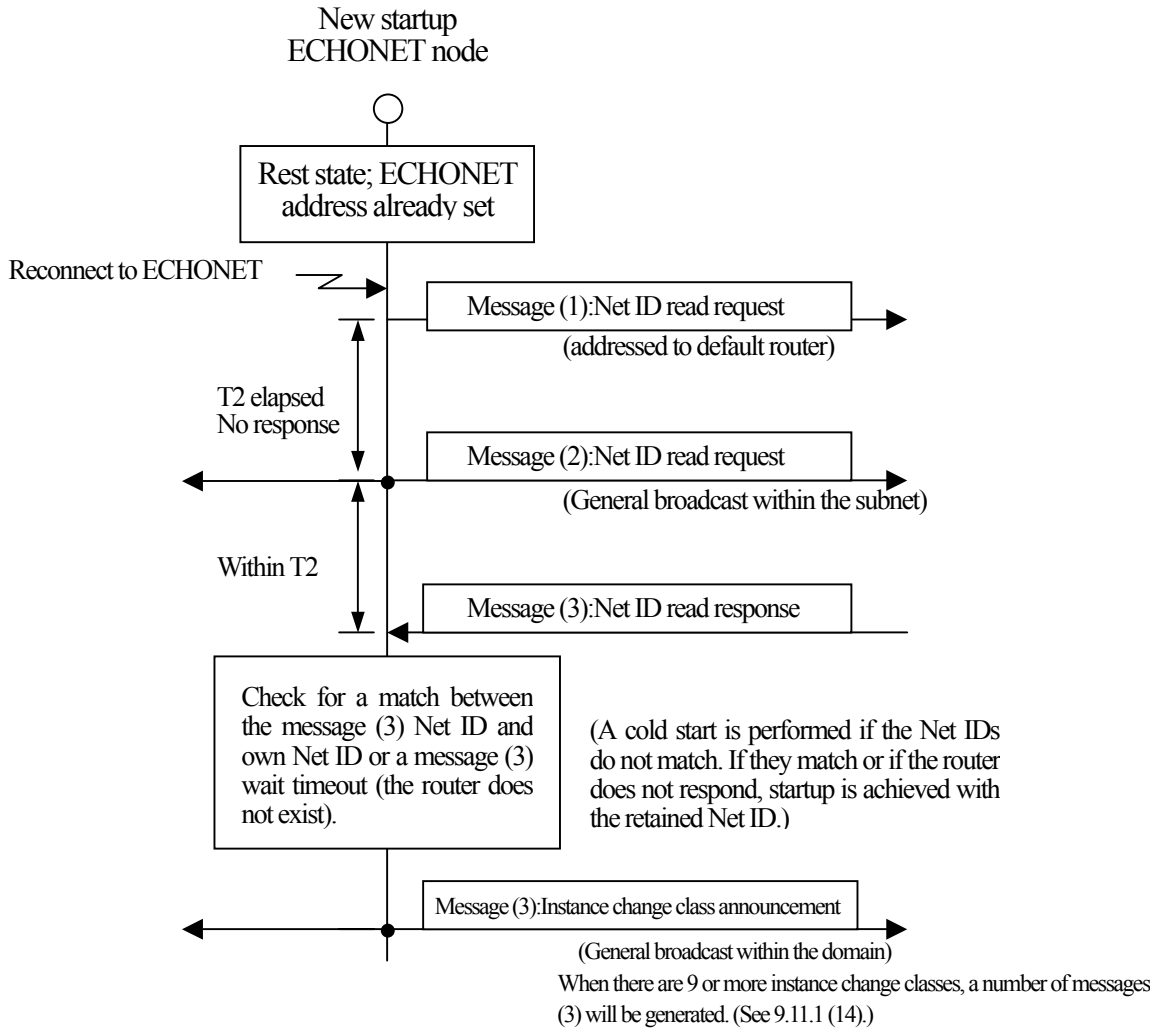 New startup
ECHONET node
Rest state; ECHONET
address already set
Reconnect to ECHONET
Message (1):Net ID read request
(addressed to default router)
T2 elapsed
No response
Message (2):Net ID read request
(General broadcast within the subnet)
Within T2
Message (3):Net ID read response
Check for a match between
the message (3) Net ID and
own Net ID or a message (3)
wait timeout (the router does
not exist).
(A cold start is performed if the Net IDs
do not match. If they match or if the router
does not respond, startup is achieved with
the retained Net ID.)
Message (3):Instance change class announcement
(General broadcast within the domain)
When there are 9 or more instance change classes, a number of messages
(3) will be generated. (See 9.11.1 (14).)